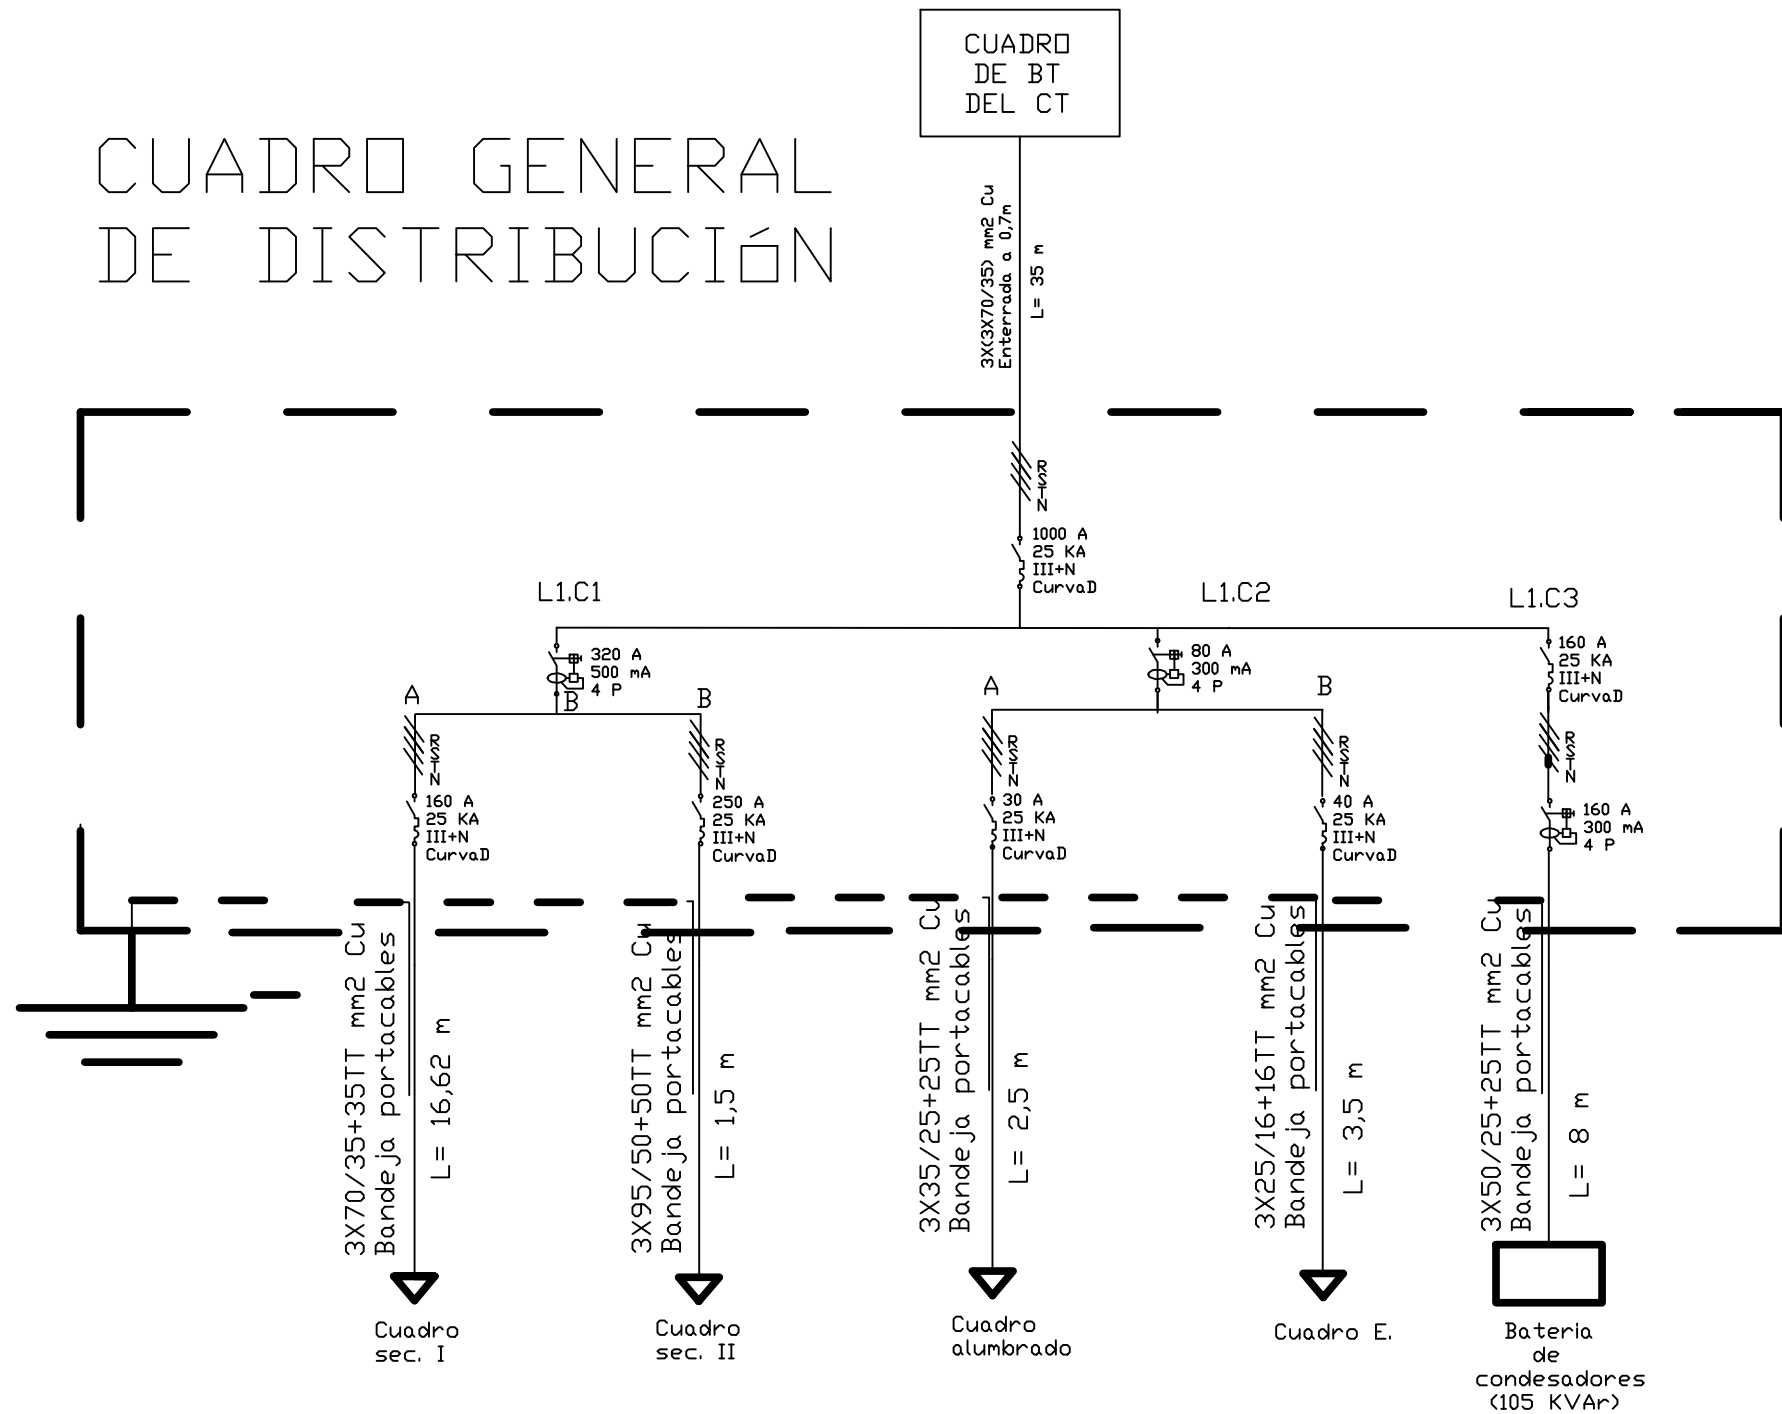 CUADRO
DE BT
DEL CT
CUADRO GENERAL
DE DISTRIBUCIóN
3X(3X70/35) mm2 Cu
Enterrada a 0,7m
L= 35 m
R
S
T
N
1000 A
25 KA
III+N
CurvaD
L1.C1
L1.C2
L1.C3
320 A
500 mA
4 P
80 A
300 mA
4 P
160 A
25 KA
III+N
CurvaD
A
B
B
A
B
R
S
T
N
R
S
T
N
R
S
T
N
R
S
T
N
R
S
T
N
160 A
25 KA
III+N
CurvaD
250 A
25 KA
III+N
CurvaD
30 A
25 KA
III+N
CurvaD
40 A
25 KA
III+N
CurvaD
160 A
300 mA
4 P
3X70/35+35TT mm2 Cu
Bandeja portacables
L= 16,62 m
3X95/50+50TT mm2 Cu
Bandeja portacables
L= 1,5 m
3X35/25+25TT mm2 Cu
Bandeja portacables
L= 2,5 m
3X25/16+16TT mm2 Cu
Bandeja portacables
L= 3,5 m
3X50/25+25TT mm2 Cu
Bandeja portacables
L= 8 m
Cuadro
sec. I
Cuadro
sec. II
Cuadro
alumbrado
Cuadro E.
Bateria
de
condesadores
(105 KVAr)